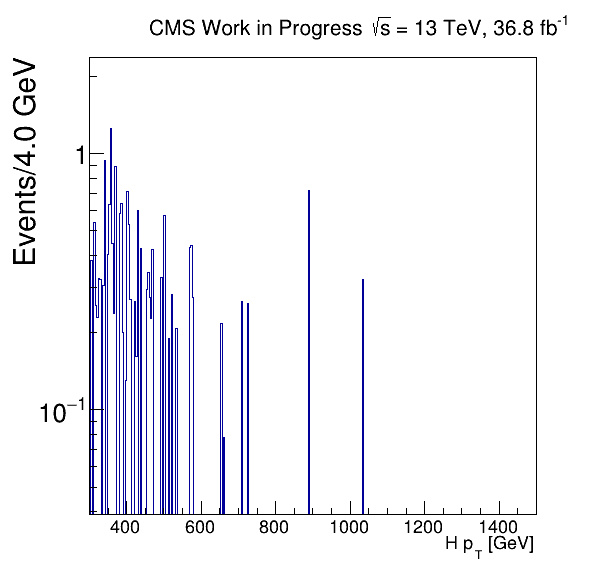 CMS Work in Progress √s = 13 TeV, 36.8 fb⁻¹
Events/4.0 GeV
1
10⁻¹
400 600 800 1000 1200 1400
H p_T [GeV]